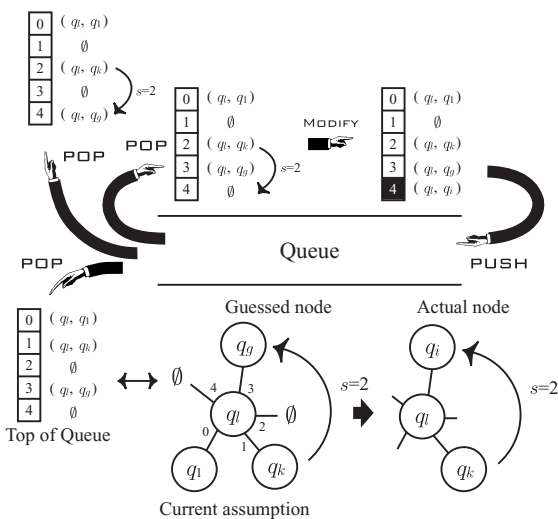 0 ( q_l, q_1)
1 ∅
2 ( q_l, q_k)
3 ∅
4 ( q_l, q_g)
s=2
POP
POP
0 ( q_l, q_1)
1 ∅
2 ( q_l, q_k)
3 ( q_l, q_g)
4 ∅
s=2
MODIFY
0 ( q_l, q_1)
1 ∅
2 ( q_l, q_k)
3 ( q_l, q_g)
4 ( q_l, q_i)
Queue
POP
PUSH
0 ( q_l, q_1)
1 ( q_l, q_k)
2 ∅
3 ( q_l, q_g)
4 ∅
Top of Queue
Guessed node
q_g
∅ 4 3
q_l 2 ∅
0 1
q_1 q_k
s=2
Current assumption
Actual node
q_i
q_l
s=2
q_k